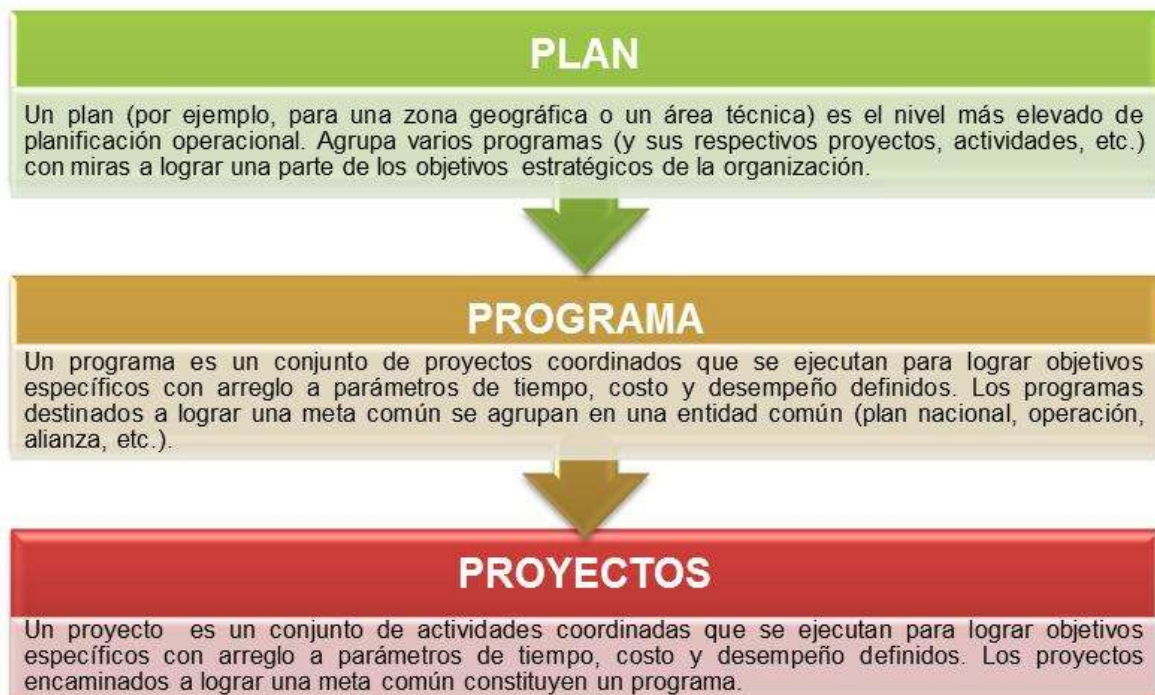 PLAN
Un plan (por ejemplo, para una zona geográfica o un área técnica) es el nivel más elevado de
planificación operacional. Agrupa varios programas (y sus respectivos proyectos, actividades, etc.)
con miras a lograr una parte de los objetivos estratégicos de la organización.
PROGRAMA
Un programa es un conjunto de proyectos coordinados que se ejecutan para lograr objetivos
específicos con arreglo a parámetros de tiempo, costo y desempeño definidos. Los programas
destinados a lograr una meta común se agrupan en una entidad común (plan nacional, operación,
alianza, etc.).
PROYECTOS
Un proyecto es un conjunto de actividades coordinadas que se ejecutan para lograr objetivos
específicos con arreglo a parámetros de tiempo, costo y desempeño definidos. Los proyectos
encaminados a lograr una meta común constituyen un programa.